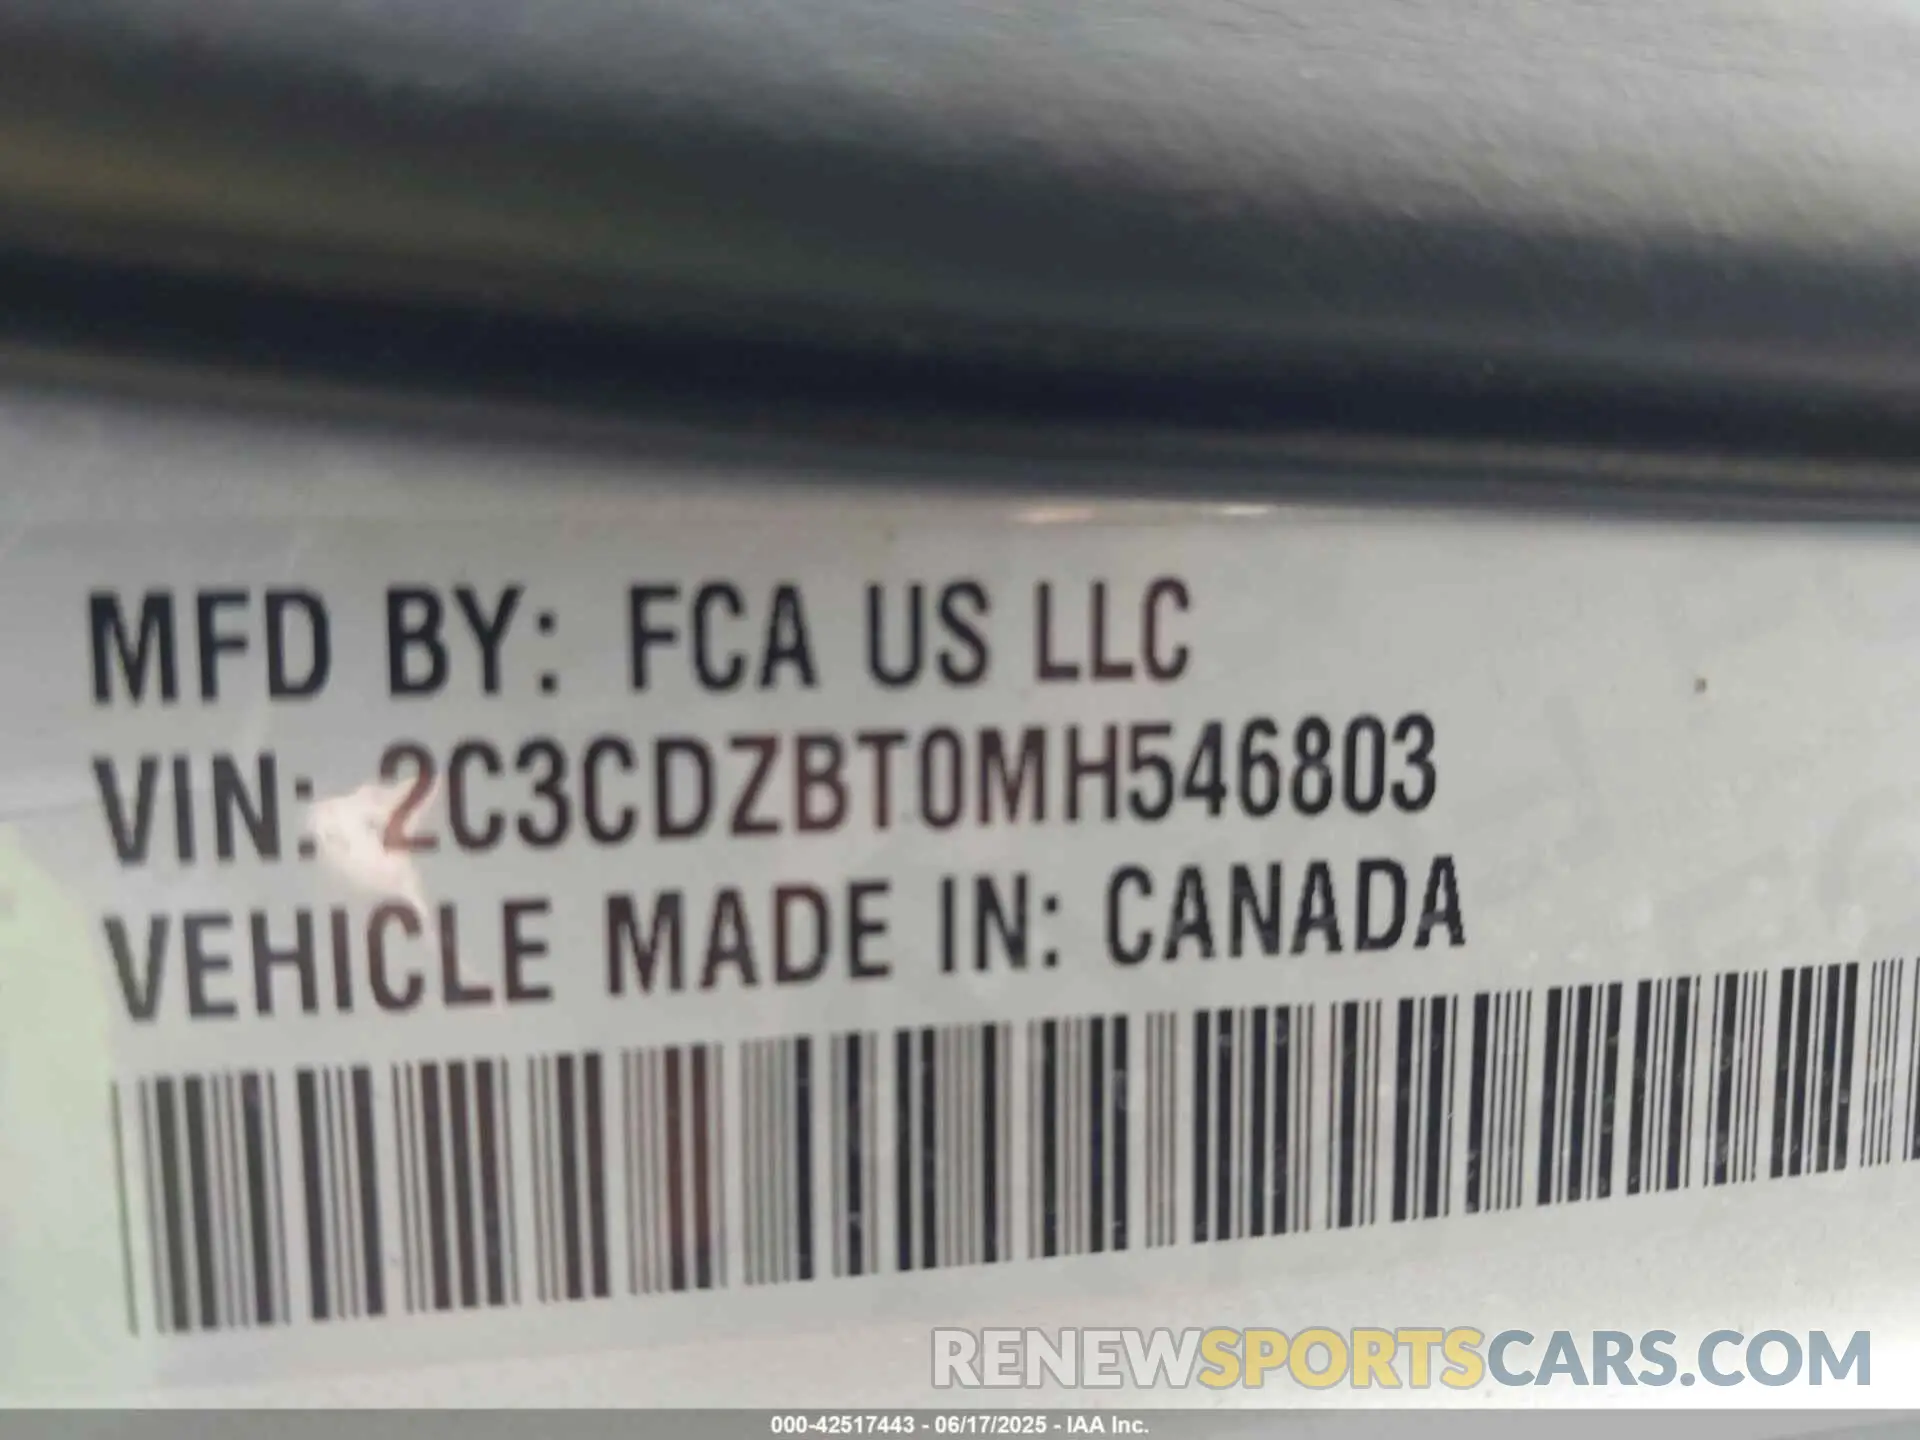 MFD BY: FCA US LLC
VIN: 2C3CDZBT0MH546803
VEHICLE MADE IN: CANADA
RENEWSPORTSCARS.COM
000-42517443 - 06/17/2025 - IAA Inc.